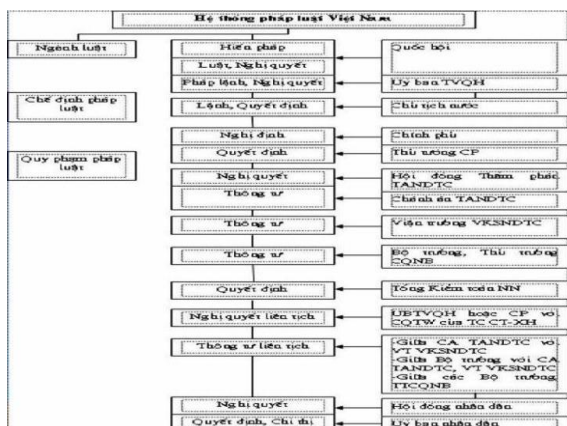 Hệ thống pháp luật Việt Nam
Ngành luật
Hiến pháp
Quốc hội
Luật, Nghị quyết
Pháp lệnh, Nghị quyết
Uỷ ban TVQH
Chế định pháp
luật
Lệnh, Quyết định
Chủ tịch nước
Nghị định
Chính phủ
Quyết định
Thủ tướng CP
Quy phạm pháp
luật
Nghị quyết
Hội đồng Thẩm phán
TANDTC
Thông tư
Chánh án TANDTC
Thông tư
Viện trưởng VKSNDTC
Thông tư
Bộ trưởng, Thủ trưởng
CQNB
Quyết định
Tổng Kiểm toán NN
Nghị quyết liên tịch
UBTVQH hoặc CP với
CQTW của TC CT-XH
Thông tư liên tịch
-Giữa CA TANDTC với
VT VKSNDTC
-Giữa Bộ trưởng với CA
TANDTC, VT VKSNDTC
-Giữa các Bộ trưởng
TTCQNB
Nghị quyết
Hội đồng nhân dân
Quyết định, Chỉ thị
Uỷ ban nhân dân